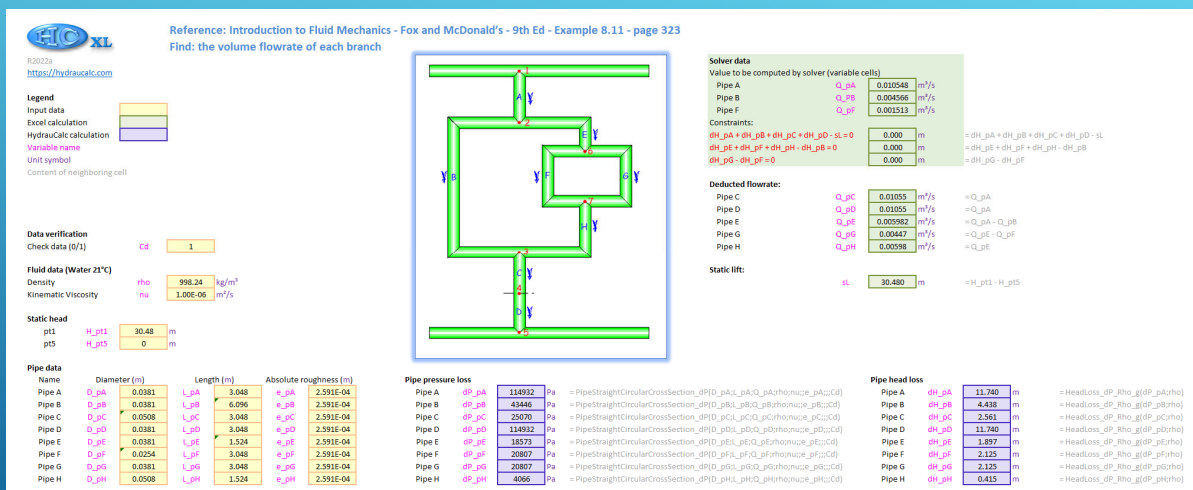 HC XL
R2022a
https://hydraucalc.com
Reference: Introduction to Fluid Mechanics - Fox and McDonald's - 9th Ed - Example 8.11 - page 323
Find: the volume flowrate of each branch
Legend
Input data
Excel calculation
HydrauCalc calculation
Variable name
Unit symbol
Content of neighboring cell
Data verification
Check data (0/1) Cd 1
Fluid data (Water 21°C)
Density rho 998.24 kg/m³
Kinematic Viscosity nu 1.00E-06 m²/s
Static head
pt1 H_pt1 30.48 m
pt5 H_pt5 0 m
1
A
2
E
6
B
F
G
7
H
3
C
4
D
5
Solver data
Value to be computed by solver (variable cells)
Pipe A Q_pA 0.010548 m³/s
Pipe B Q_PB 0.004566 m³/s
Pipe F Q_pF 0.001513 m³/s
Constraints:
dH_pA + dH_pB + dH_pC + dH_pD - sL = 0 0.000 m = dH_pA + dH_pB + dH_pC + dH_pD - sL
dH_pE + dH_pF + dH_pH - dH_pB = 0 0.000 m = dH_pE + dH_pF + dH_pH - dH_pB
dH_pG - dH_pF = 0 0.000 m = dH_pG - dH_pF
Deducted flowrate:
Pipe C Q_pC 0.01055 m³/s = Q_pA
Pipe D Q_pD 0.01055 m³/s = Q_pA
Pipe E Q_pE 0.005982 m³/s = Q_pA - Q_pB
Pipe G Q_pG 0.00447 m³/s = Q_pE - Q_pF
Pipe H Q_pH 0.00598 m³/s = Q_pE
Static lift:
sL 30.480 m = H_pt1 - H_pt5
Pipe data
Name Diameter (m) Length (m) Absolute roughness (m)
Pipe A D_pA 0.0381 L_pA 3.048 e_pA 2.591E-04
Pipe B D_pB 0.0381 L_pB 6.096 e_pB 2.591E-04
Pipe C D_pC 0.0508 L_pC 3.048 e_pC 2.591E-04
Pipe D D_pD 0.0381 L_pD 3.048 e_pD 2.591E-04
Pipe E D_pE 0.0381 L_pE 1.524 e_pE 2.591E-04
Pipe F D_pF 0.0254 L_pF 3.048 e_pF 2.591E-04
Pipe G D_pG 0.0381 L_pG 3.048 e_pG 2.591E-04
Pipe H D_pH 0.0508 L_pH 1.524 e_pH 2.591E-04
Pipe pressure loss
Pipe A dP_pA 114932 Pa = PipeStraightCircularCrossSection_dP(D_pA;L_pA;Q_pA;rho;nu;;e_pA;;;Cd)
Pipe B dP_pB 43446 Pa = PipeStraightCircularCrossSection_dP(D_pB;L_pB;Q_pB;rho;nu;;e_pB;;;Cd)
Pipe C dP_pC 25070 Pa = PipeStraightCircularCrossSection_dP(D_pC;L_pC;Q_pC;rho;nu;;e_pC;;;Cd)
Pipe D dP_pD 114932 Pa = PipeStraightCircularCrossSection_dP(D_pD;L_pD;Q_pD;rho;nu;;e_pD;;;Cd)
Pipe E dP_pE 18573 Pa = PipeStraightCircularCrossSection_dP(D_pE;L_pE;Q_pE;rho;nu;;e_pE;;;Cd)
Pipe F dP_pF 20807 Pa = PipeStraightCircularCrossSection_dP(D_pF;L_pF;Q_pF;rho;nu;;e_pF;;;Cd)
Pipe G dP_pG 20807 Pa = PipeStraightCircularCrossSection_dP(D_pG;L_pG;Q_pG;rho;nu;;e_pG;;;Cd)
Pipe H dP_pH 4066 Pa = PipeStraightCircularCrossSection_dP(D_pH;L_pH;Q_pH;rho;nu;;e_pH;;;Cd)
Pipe head loss
Pipe A dH_pA 11.740 m = HeadLoss_dP_Rho_g(dP_pA;rho)
Pipe B dH_pB 4.438 m = HeadLoss_dP_Rho_g(dP_pB;rho)
Pipe C dH_pC 2.561 m = HeadLoss_dP_Rho_g(dP_pC;rho)
Pipe D dH_pD 11.740 m = HeadLoss_dP_Rho_g(dP_pD;rho)
Pipe E dH_pE 1.897 m = HeadLoss_dP_Rho_g(dP_pE;rho)
Pipe F dH_pF 2.125 m = HeadLoss_dP_Rho_g(dP_pF;rho)
Pipe G dH_pG 2.125 m = HeadLoss_dP_Rho_g(dP_pG;rho)
Pipe H dH_pH 0.415 m = HeadLoss_dP_Rho_g(dP_pH;rho)